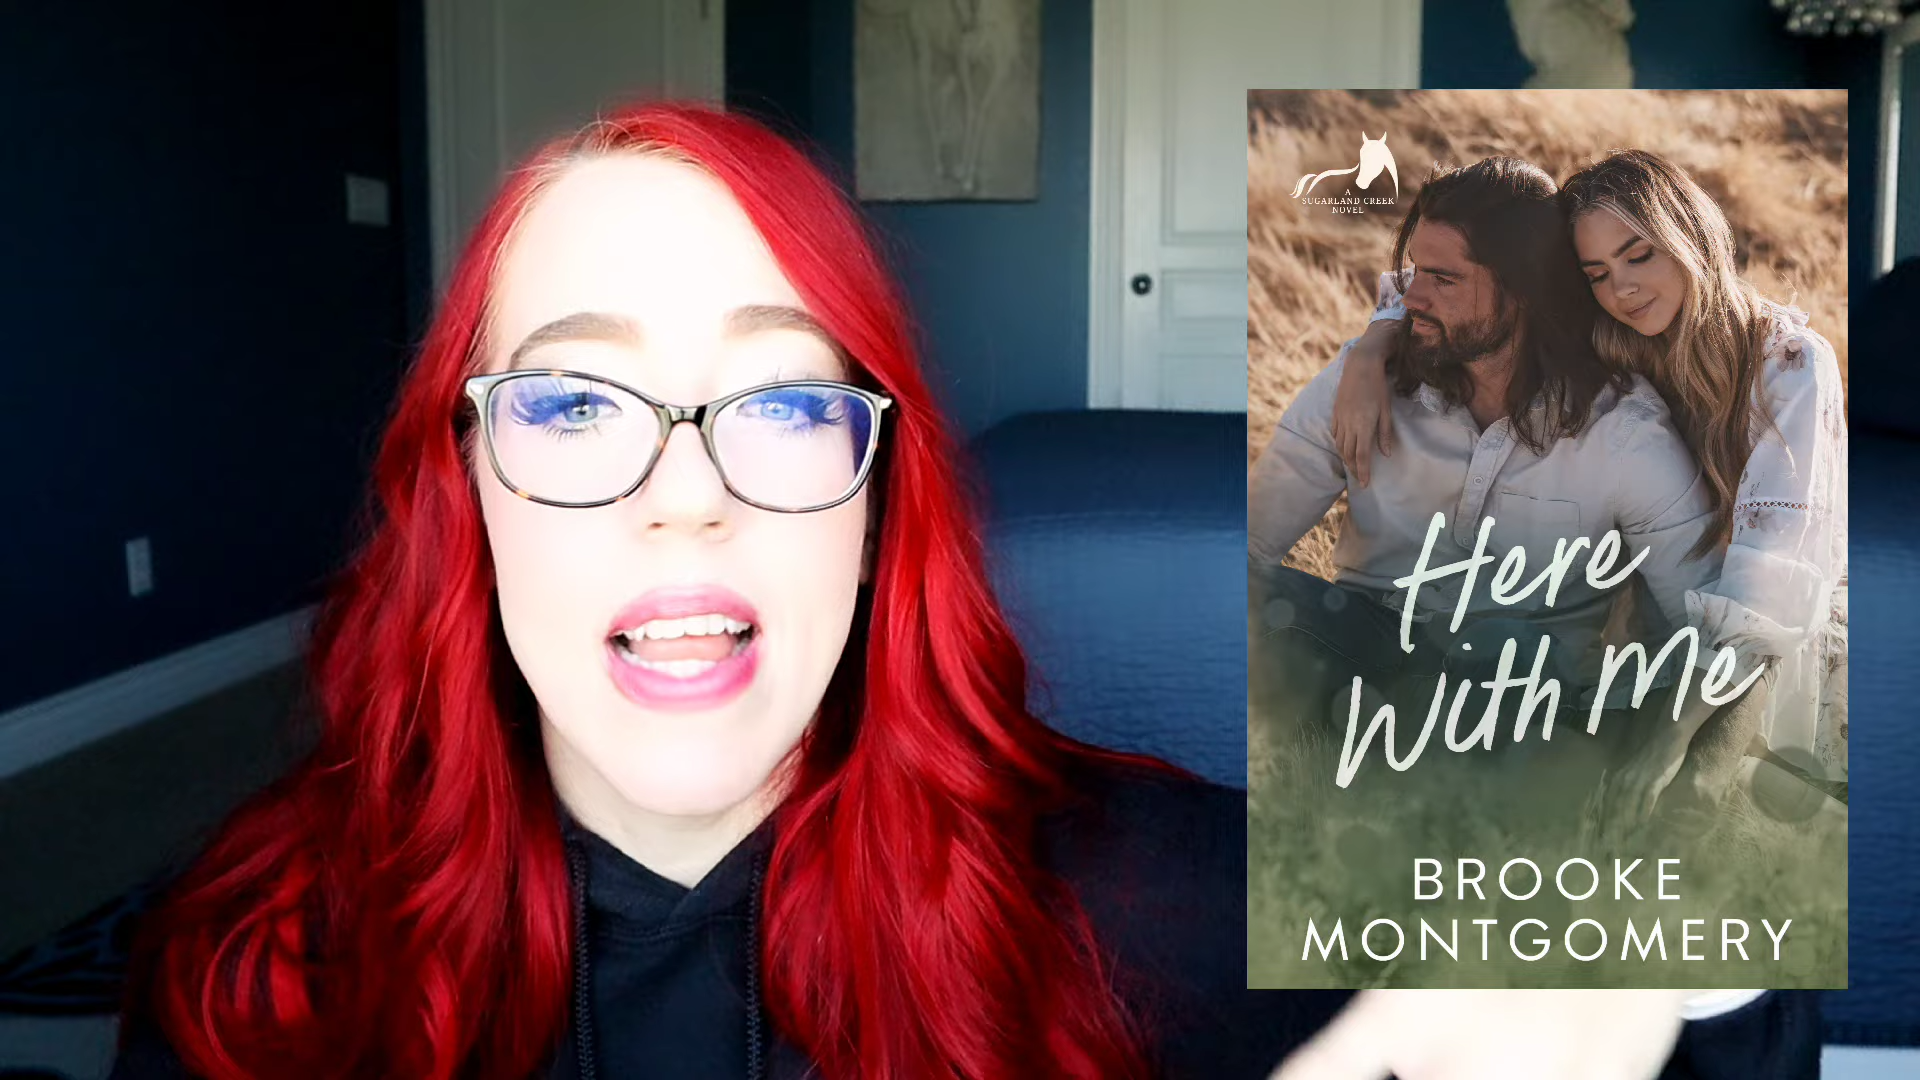 A
SUGARLAND CREEK
NOVEL
Here
With Me
BROOKE
MONTGOMERY